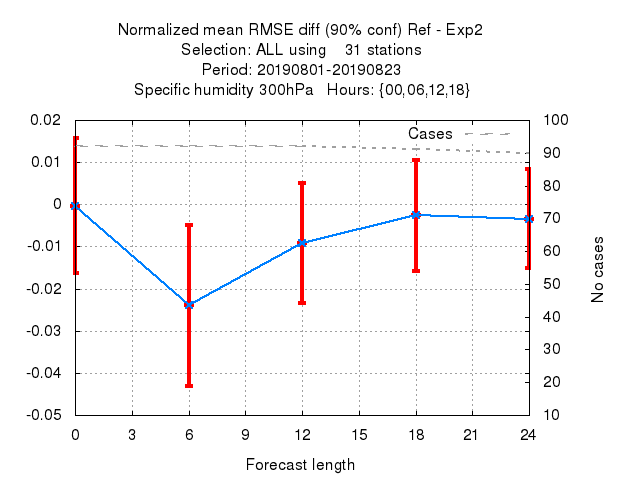 Normalized mean RMSE diff (90% conf) Ref - Exp2
Selection: ALL using    31 stations
Period: 20190801-20190823
Specific humidity 300hPa   Hours: {00,06,12,18}
Cases
0.02
0.01
0
-0.01
-0.02
-0.03
-0.04
-0.05
100
90
80
70
60
50
40
30
20
10
No cases
0 3 6 9 12 15 18 21 24
Forecast length